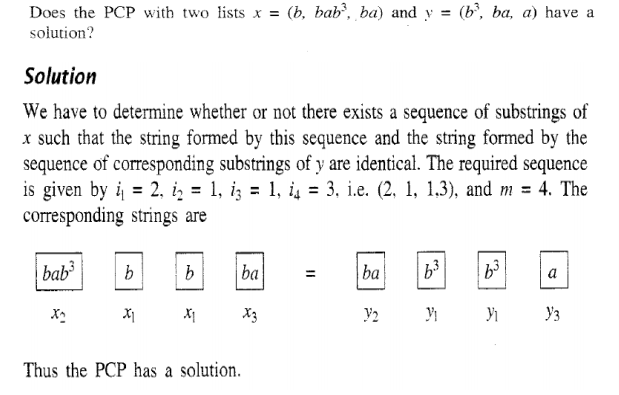 Does the PCP with two lists x = (b, bab³, ba) and y = (b³, ba, a) have a
solution?
Solution
We have to determine whether or not there exists a sequence of substrings of
x such that the string formed by this sequence and the string formed by the
sequence of corresponding substrings of y are identical. The required sequence
is given by i₁ = 2, i₂ = 1, i₃ = 1, i₄ = 3, i.e. (2, 1, 1,3), and m = 4. The
corresponding strings are
bab³ b b ba = ba b³ b³ a
x₂ x₁ x₁ x₃ y₂ y₁ y₁ y₃
Thus the PCP has a solution.